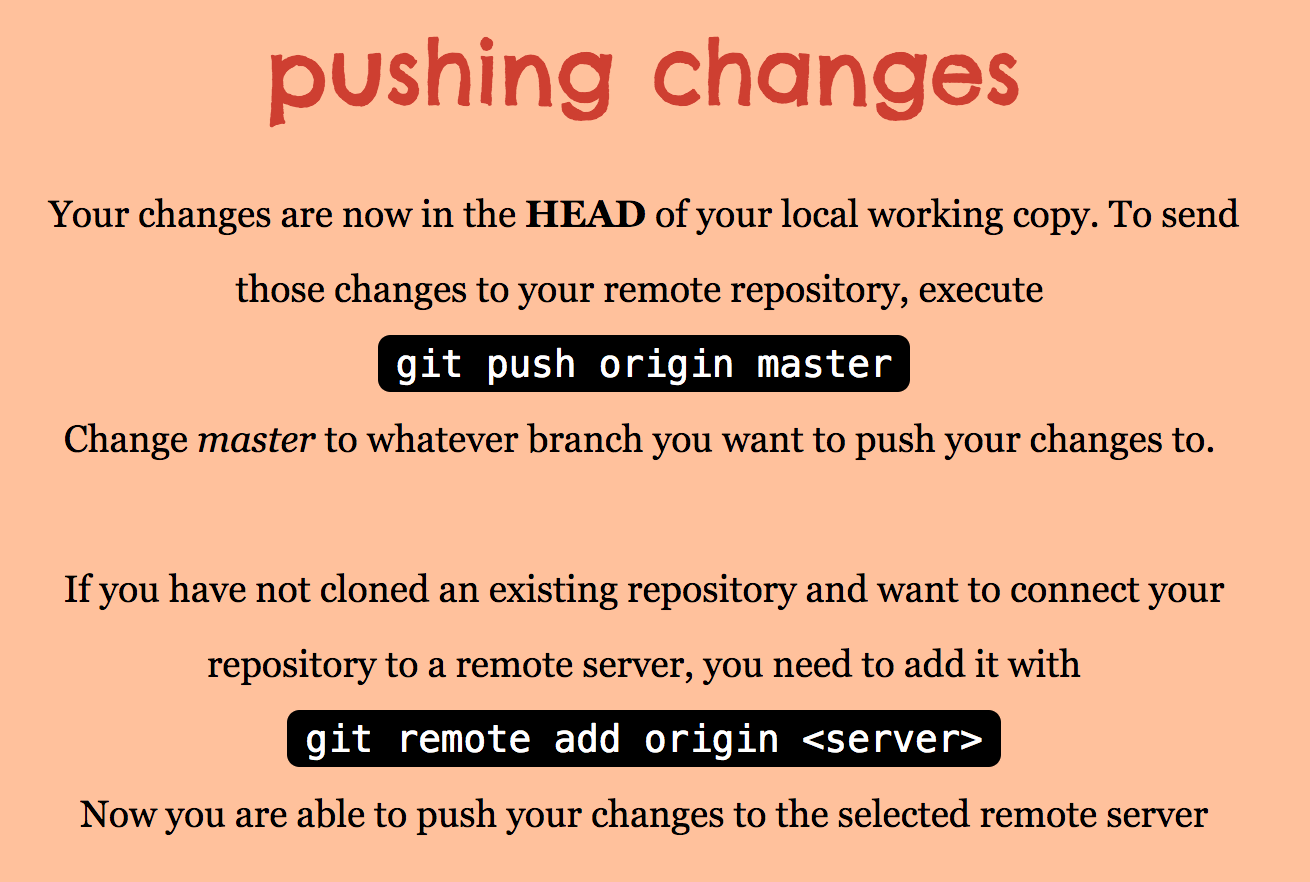 pushing changes
Your changes are now in the HEAD of your local working copy. To send
those changes to your remote repository, execute
git push origin master
Change master to whatever branch you want to push your changes to.
If you have not cloned an existing repository and want to connect your
repository to a remote server, you need to add it with
git remote add origin <server>
Now you are able to push your changes to the selected remote server